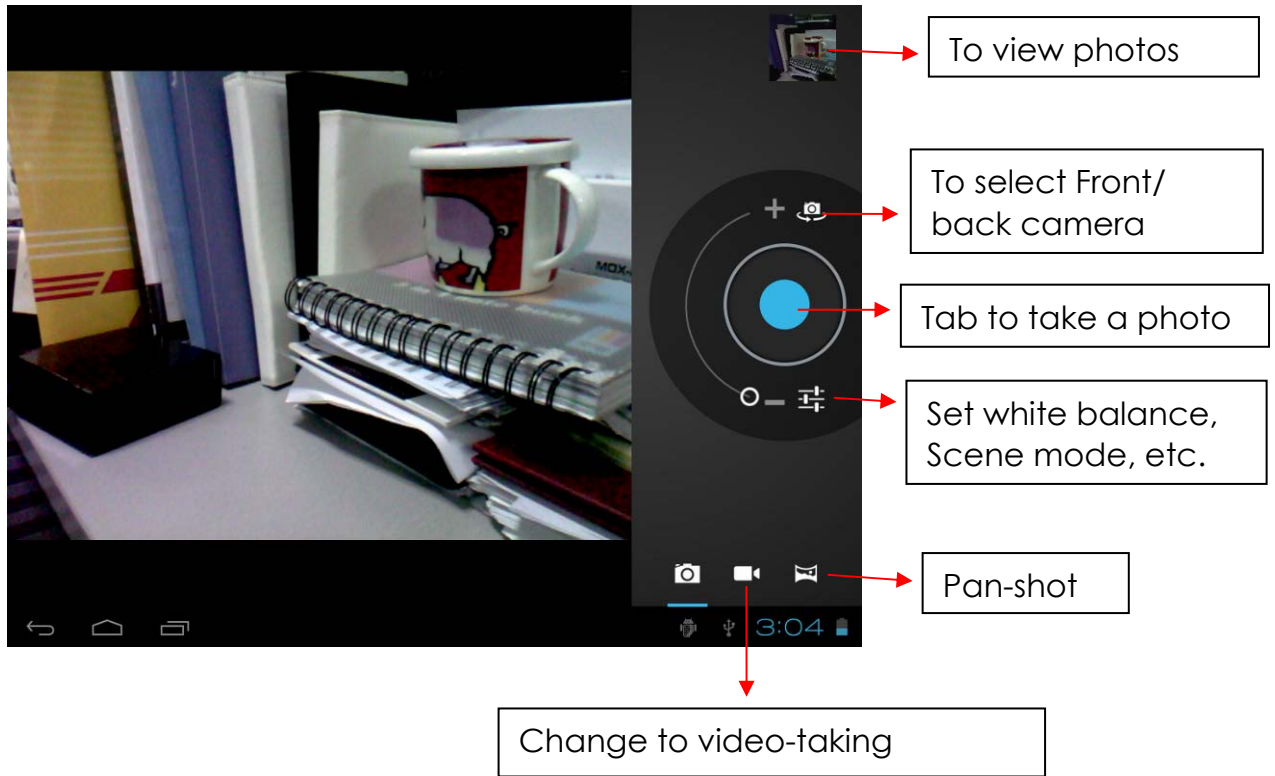 To view photos
To select Front/
back camera
MOX-
Tab to take a photo
Set white balance,
Scene mode, etc.
Pan-shot
3:04
Change to video-taking